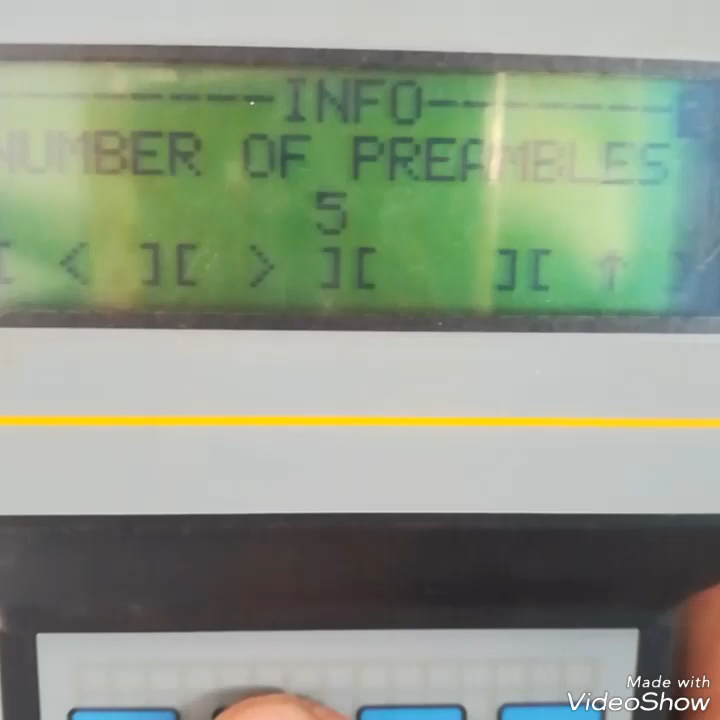 ---------INFO---------
NUMBER OF PREAMBLES
5
[ < ][ > ][   ][ ↑ ]
Made with
VideoShow